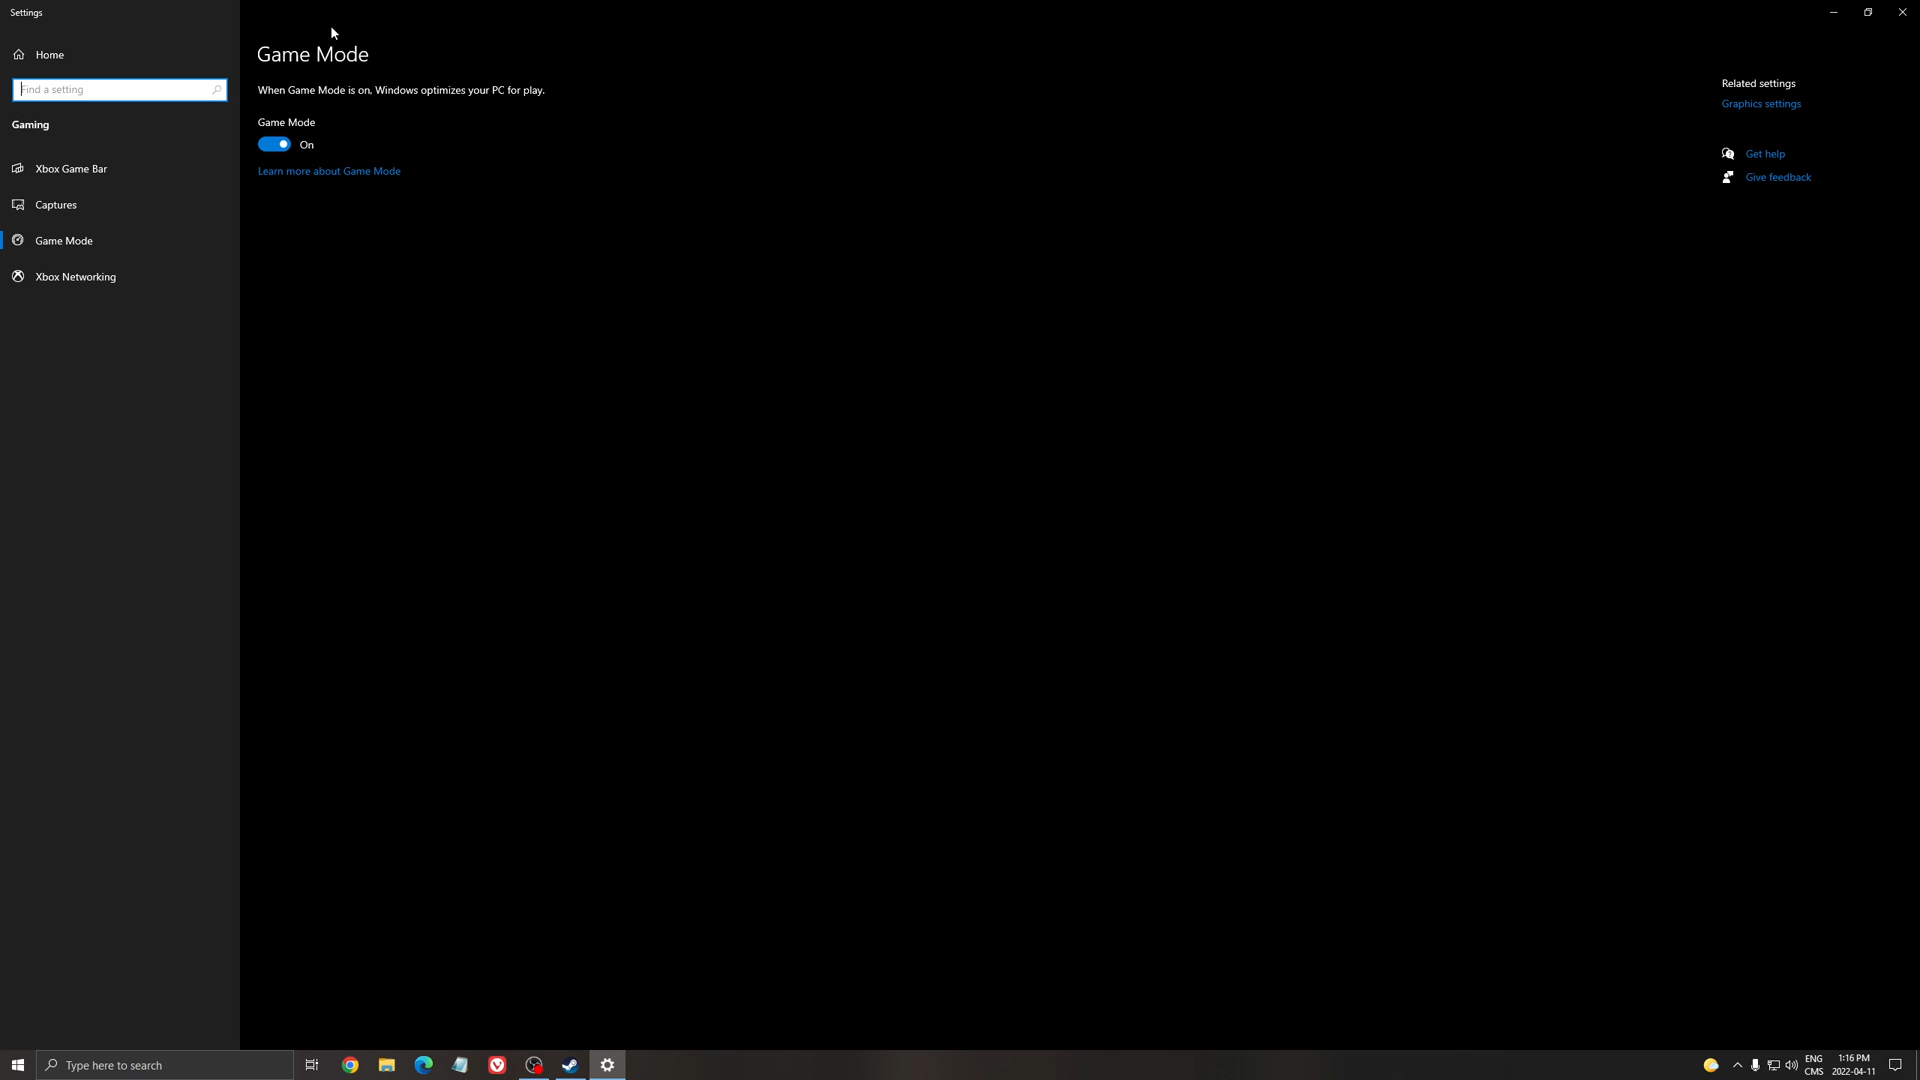 Settings
Home
Find a setting
Gaming
Xbox Game Bar
Captures
Game Mode
Xbox Networking
Game Mode
When Game Mode is on, Windows optimizes your PC for play.
Game Mode
On
Learn more about Game Mode
Related settings
Graphics settings
Get help
Give feedback
Type here to search
ENG
CMS
1:16 PM
2022-04-11